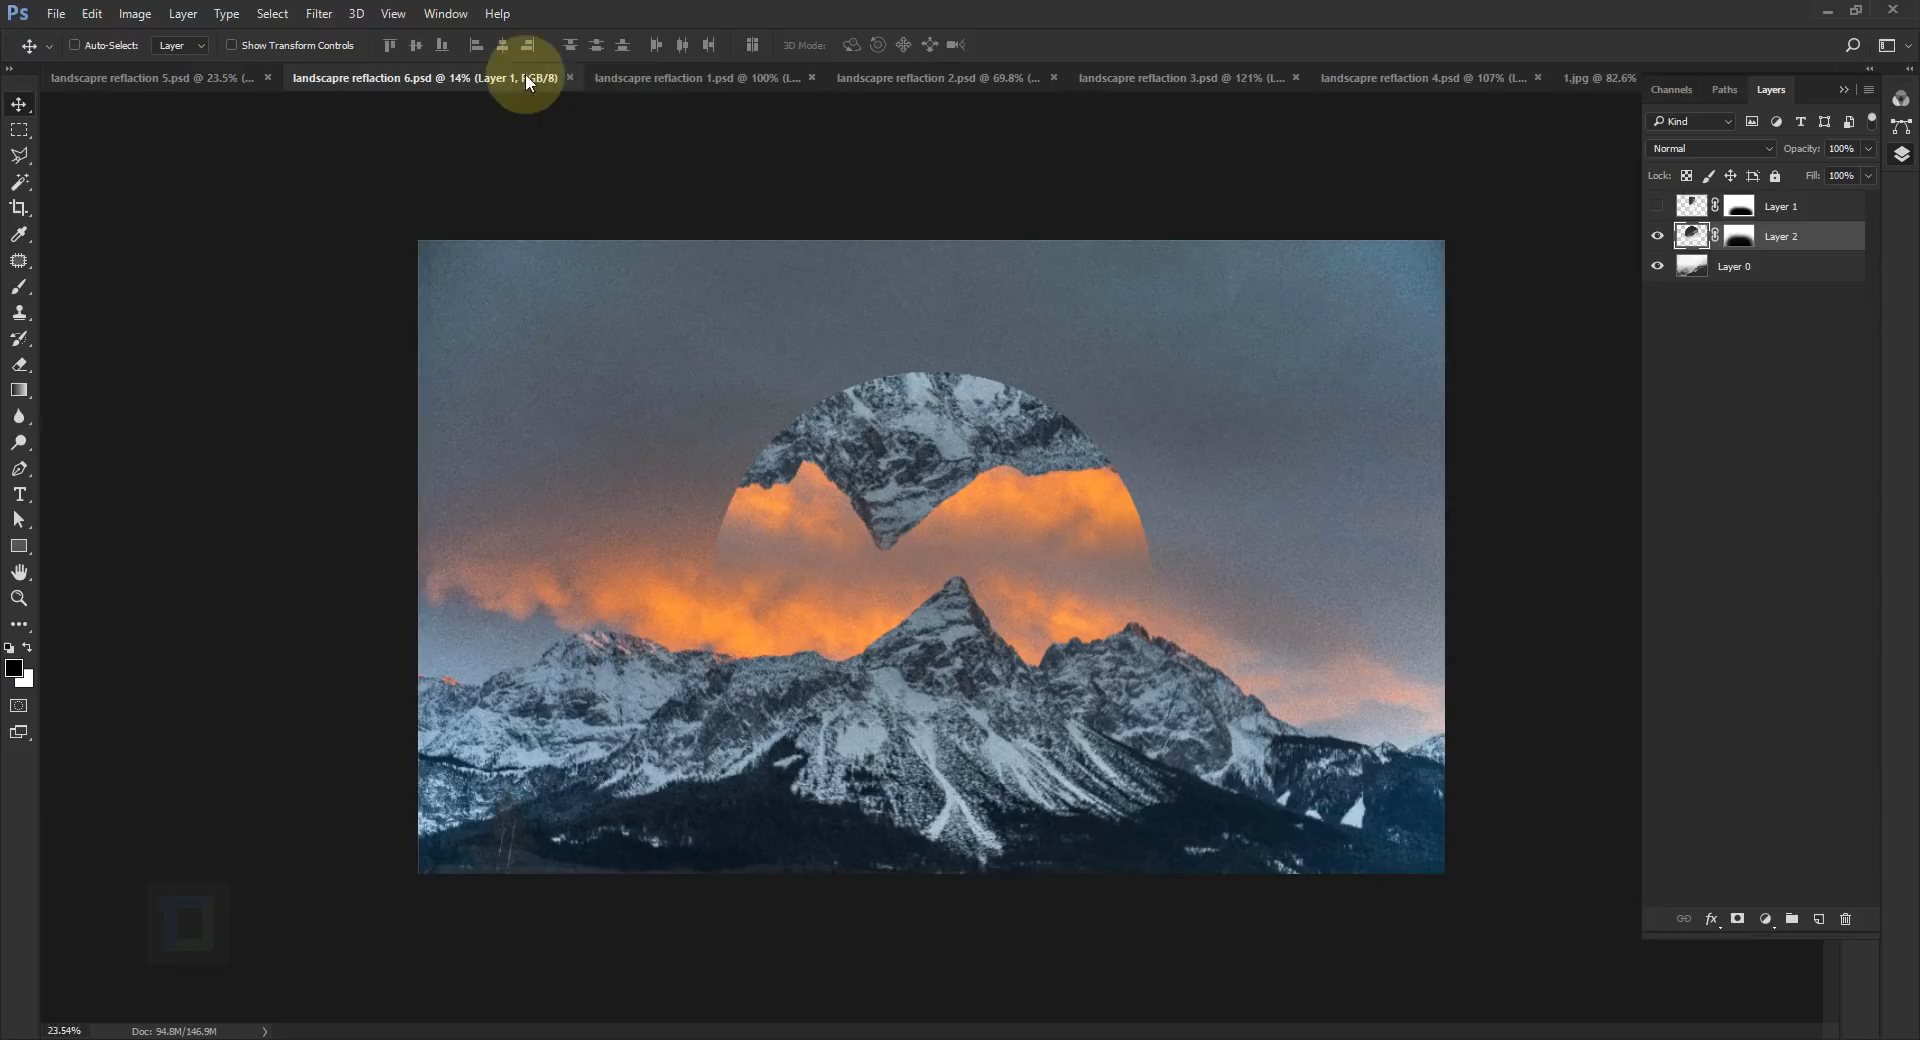 Ps File Edit Image Layer Type Select Filter 3D View Window Help
Auto-Select: Layer Show Transform Controls 3D Mode:
landscapre reflaction 5.psd @ 23.5% (... landscapre reflaction 6.psd @ 14% (Layer 1, RGB/8) landscapre reflaction 1.psd @ 100% (L... landscapre reflaction 2.psd @ 69.8% (... landscapre reflaction 3.psd @ 121% (L... landscapre reflaction 4.psd @ 107% (L... 1.jpg @ 82.6%
Channels Paths Layers
Kind
Normal Opacity: 100%
Lock: Fill: 100%
Layer 1
Layer 2
Layer 0
23.54% Doc: 94.8M/146.9M